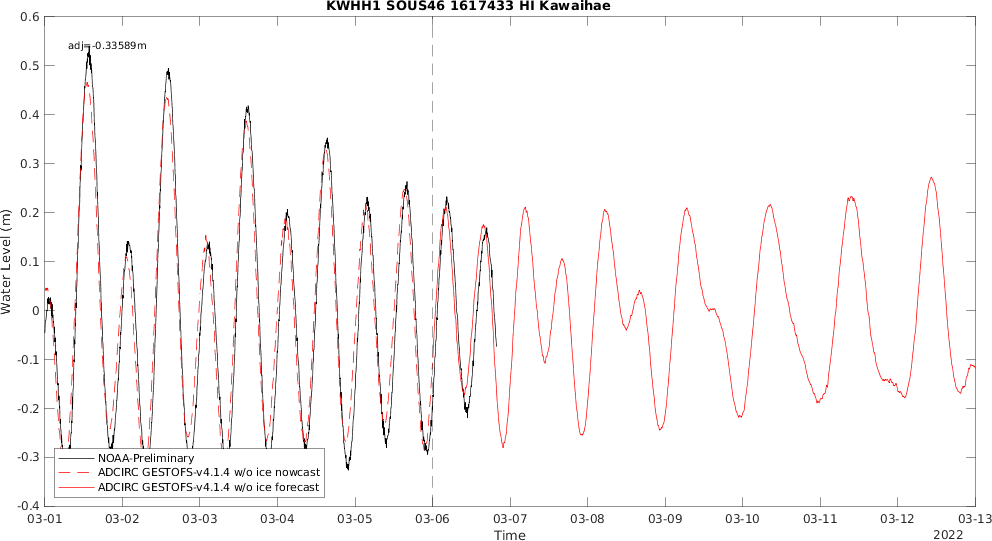 KWHH1 SOUS46 1617433 HI Kawaihae
adj=-0.33589m
Water Level (m)
0.6
0.5
0.4
0.3
0.2
0.1
0
-0.1
-0.2
-0.3
-0.4
NOAA-Preliminary
ADCIRC GESTOFS-v4.1.4 w/o ice nowcast
ADCIRC GESTOFS-v4.1.4 w/o ice forecast
03-01 03-02 03-03 03-04 03-05 03-06 03-07 03-08 03-09 03-10 03-11 03-12 03-13
Time
2022